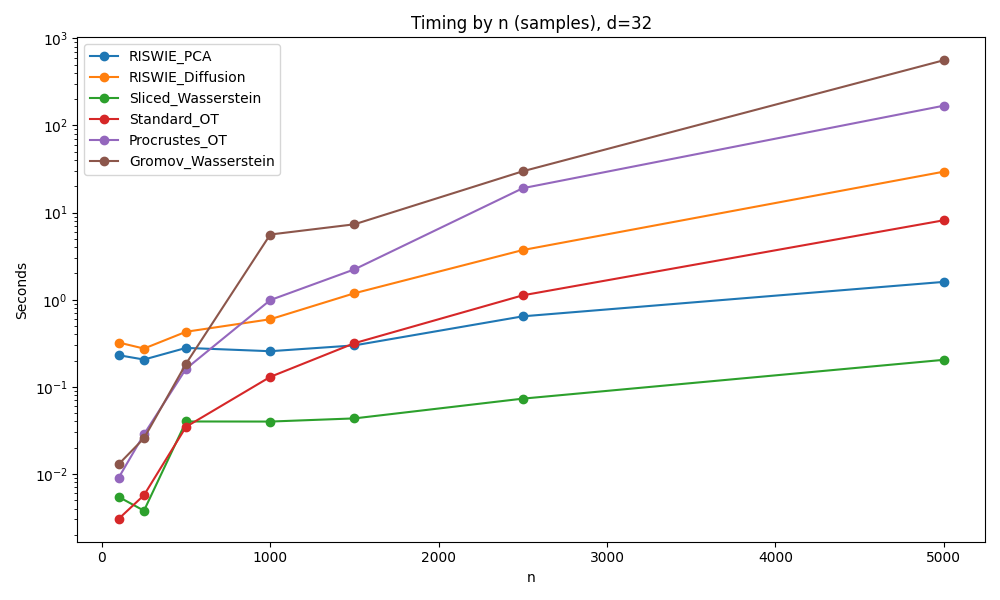 Timing by n (samples), d=32
RISWIE_PCA
RISWIE_Diffusion
Sliced_Wasserstein
Standard_OT
Procrustes_OT
Gromov_Wasserstein
Seconds
10³
10²
10¹
10⁰
10⁻¹
10⁻²
0 1000 2000 3000 4000 5000
n